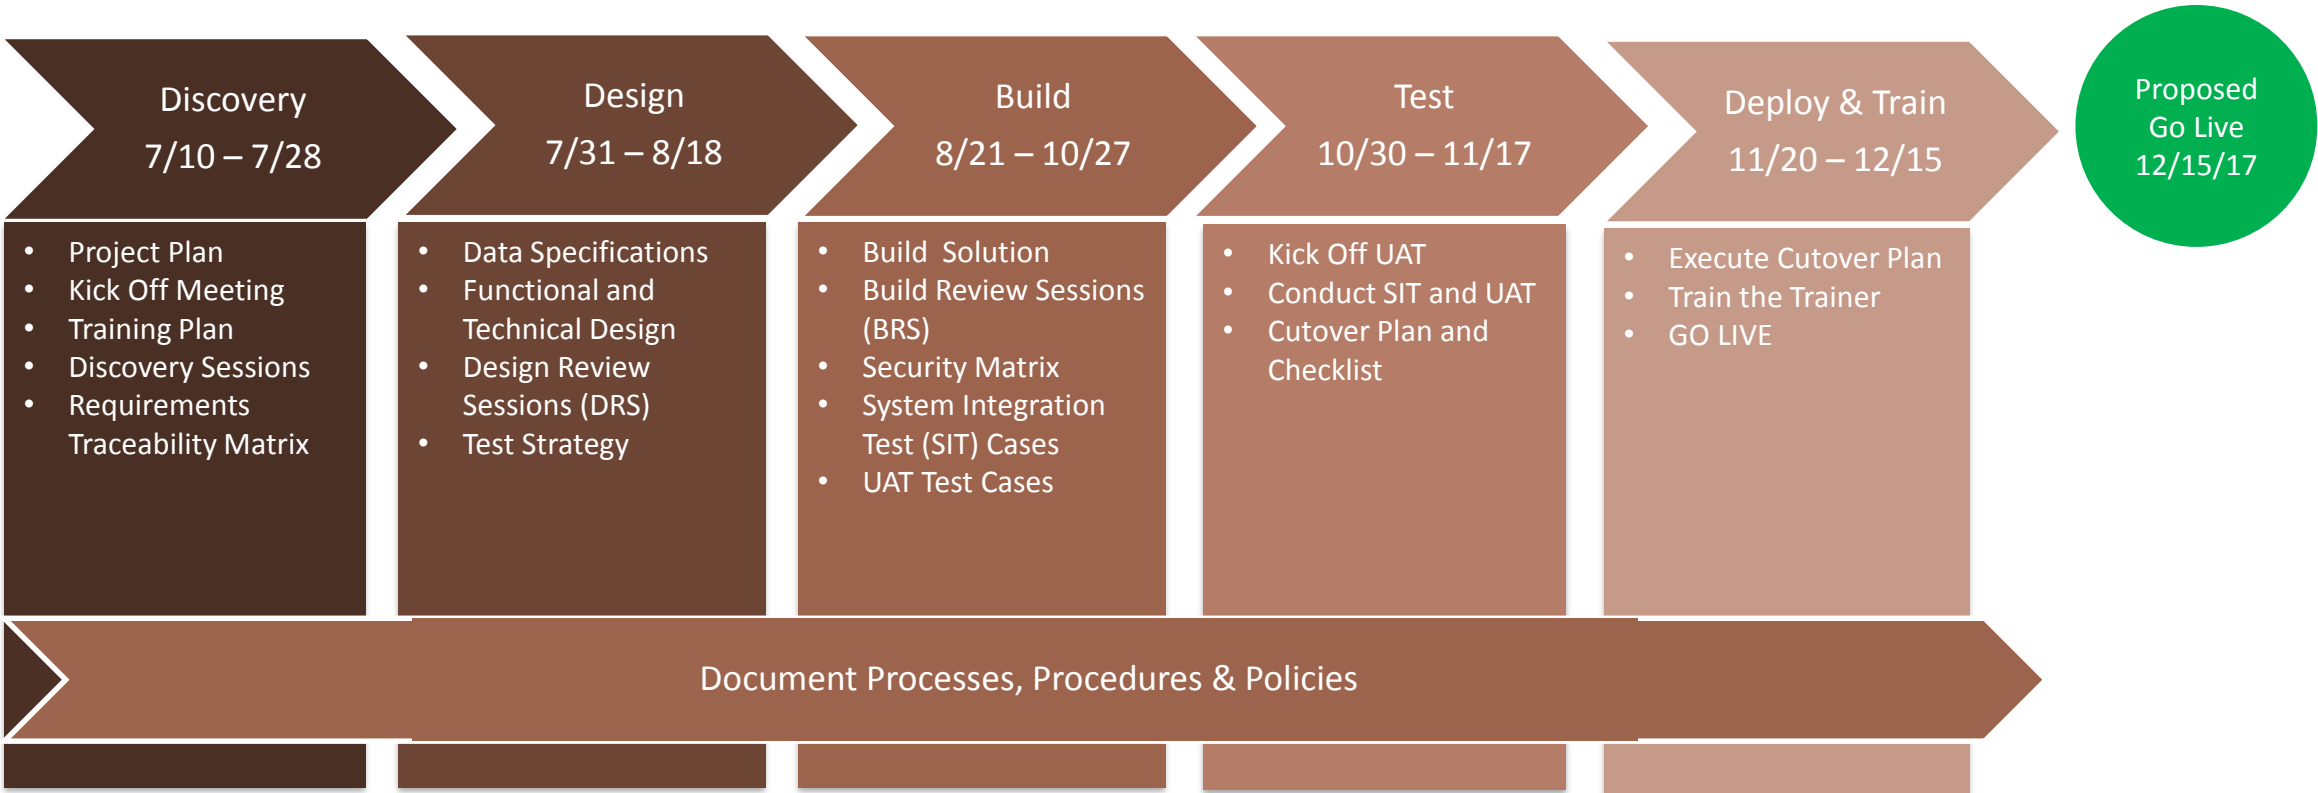 Discovery
7/10 – 7/28
• Project Plan
• Kick Off Meeting
• Training Plan
• Discovery Sessions
• Requirements
Traceability Matrix
Design
7/31 – 8/18
• Data Specifications
• Functional and
Technical Design
• Design Review
Sessions (DRS)
• Test Strategy
Build
8/21 – 10/27
• Build Solution
• Build Review Sessions
(BRS)
• Security Matrix
• System Integration
Test (SIT) Cases
• UAT Test Cases
Test
10/30 – 11/17
• Kick Off UAT
• Conduct SIT and UAT
• Cutover Plan and
Checklist
Deploy & Train
11/20 – 12/15
• Execute Cutover Plan
• Train the Trainer
• GO LIVE
Proposed
Go Live
12/15/17
Document Processes, Procedures & Policies